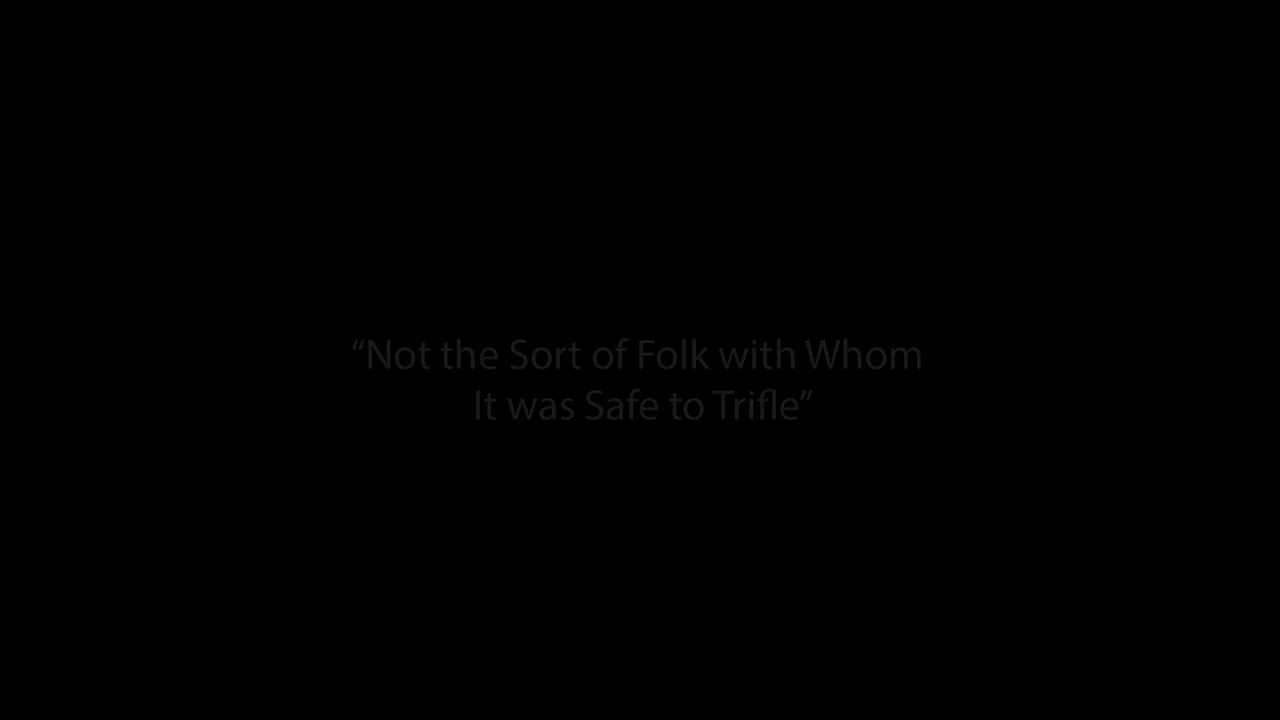 “Not the Sort of Folk with Whom
It was Safe to Trifle”